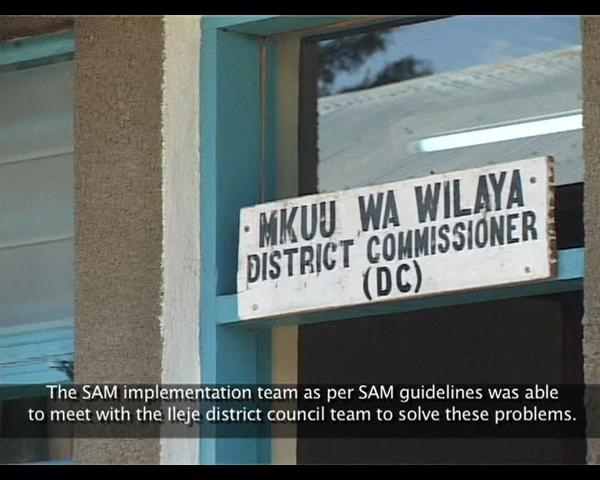 MKUU WA WILAYA
DISTRICT COMMISSIONER
(DC)
The SAM implementation team as per SAM guidelines was able
to meet with the Ileje district council team to solve these problems.